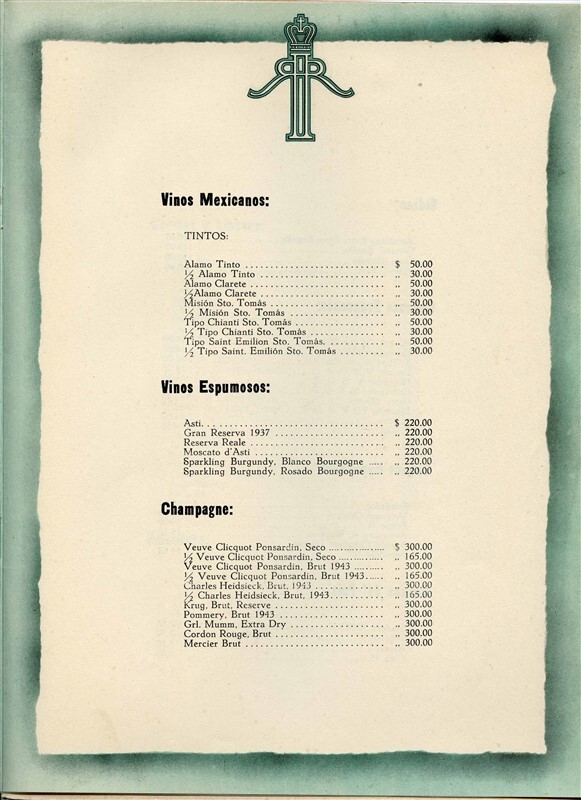 Vinos Mexicanos:
TINTOS:
Alamo Tinto . . . . . . . . . . . . . . . . . . . . . . . . . . . . $ 50.00
½ Alamo Tinto . . . . . . . . . . . . . . . . . . . . . . . . . ,, 30.00
Alamo Clarete . . . . . . . . . . . . . . . . . . . . . . . . . . ,, 50.00
½ Alamo Clarete . . . . . . . . . . . . . . . . . . . . . . . . . ,, 30.00
Misión Sto. Tomás . . . . . . . . . . . . . . . . . . . . . . . ,, 50.00
½ Misión Sto. Tomás . . . . . . . . . . . . . . . . . . . ,, 30.00
Tipo Chianti Sto. Tomás . . . . . . . . . . . . . . . . . . ,, 50.00
½ Tipo Chianti Sto. Tomás . . . . . . . . . . . . . . . ,, 30.00
Tipo Saint Emilion Sto. Tomás. . . . . . . . . . . . ,, 50.00
½ Tipo Saint. Emilión Sto. Tomás . . . . . . . . . ,, 30.00
Vinos Espumosos:
Asti. . . . . . . . . . . . . . . . . . . . . . . . . . . . . . . . . . . . $ 220.00
Gran Reserva 1937 . . . . . . . . . . . . . . . . . . . . . . ,, 220.00
Reserva Reale . . . . . . . . . . . . . . . . . . . . . . . . . . . ,, 220.00
Moscato d'Asti . . . . . . . . . . . . . . . . . . . . . . . . . . ,, 220.00
Sparkling Burgundy, Blanco Bourgogne ..... ,, 220.00
Sparkling Burgundy, Rosado Bourgogne ..... ,, 220.00
Champagne:
Veuve Clicquot Ponsardin, Seco ................... $ 300.00
½ Veuve Clicquot Ponsardin, Seco ............... ,, 165.00
Veuve Clicquot Ponsardin, Brut 1943 .......... ,, 300.00
½ Veuve Clicquot Ponsardin, Brut 1943...... ,, 165.00
Charles Heidsieck, Brut, 1943 . . . . . . . . . . . . . . ,, 300.00
½ Charles Heidsieck, Brut, 1943. . . . . . . . . . . ,, 165.00
Krug, Brut, Reserve . . . . . . . . . . . . . . . . . . . . . . ,, 300.00
Pommery, Brut 1943 . . . . . . . . . . . . . . . . . . . . . ,, 300.00
Grl. Mumm, Extra Dry . . . . . . . . . . . . . . . . . . . ,, 300.00
Cordon Rouge, Brut . . . . . . . . . . . . . . . . . . . . . . ,, 300.00
Mercier Brut . . . . . . . . . . . . . . . . . . . . . . . . . . . . ,, 300.00